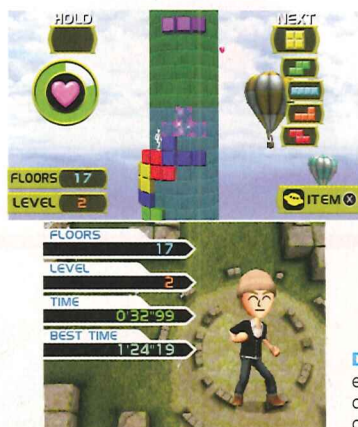 HOLD
NEXT
FLOORS 17
LEVEL 2
ITEM X
FLOORS
17
LEVEL
2
TIME
0'32"99
BEST TIME
1'24"19